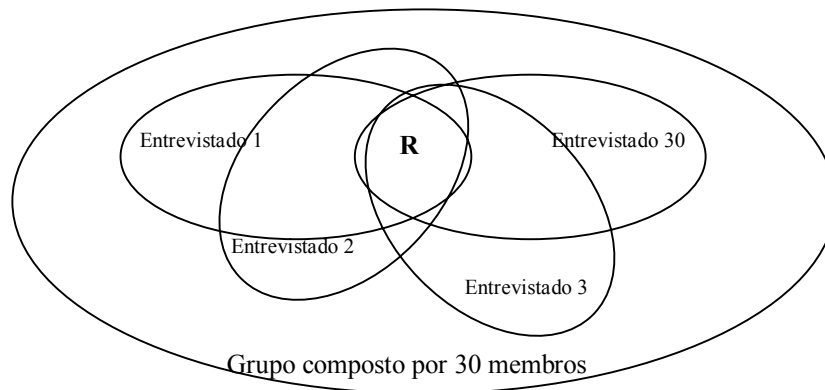 Entrevistado 1
R
Entrevistado 30
Entrevistado 2
Entrevistado 3
Grupo composto por 30 membros